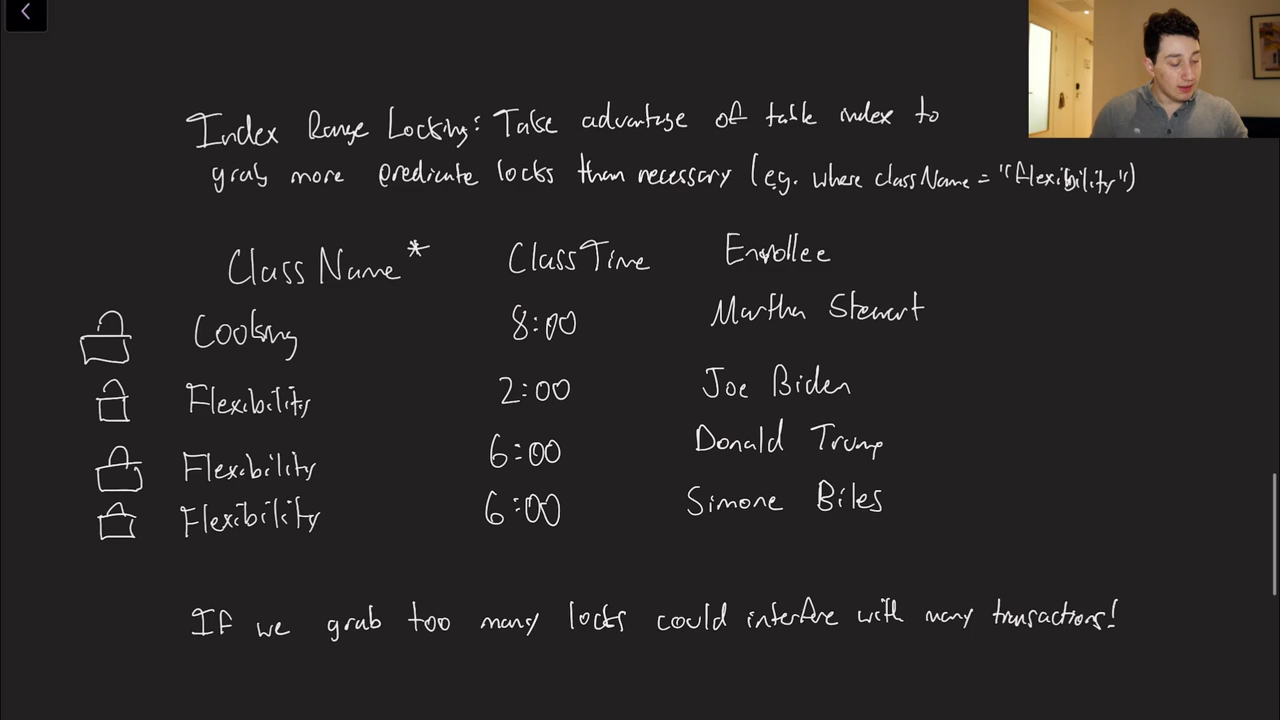 Index Range Locking: Take advantage of table index to
grab more predicate locks than necessary (e.g. where className = "flexibility")
Class Name* Class Time Enrollee
Cooking 8:00 Martha Stewart
Flexibility 2:00 Joe Biden
Flexibility 6:00 Donald Trump
Flexibility 6:00 Simone Biles
If we grab too many locks could interfere with many transactions!